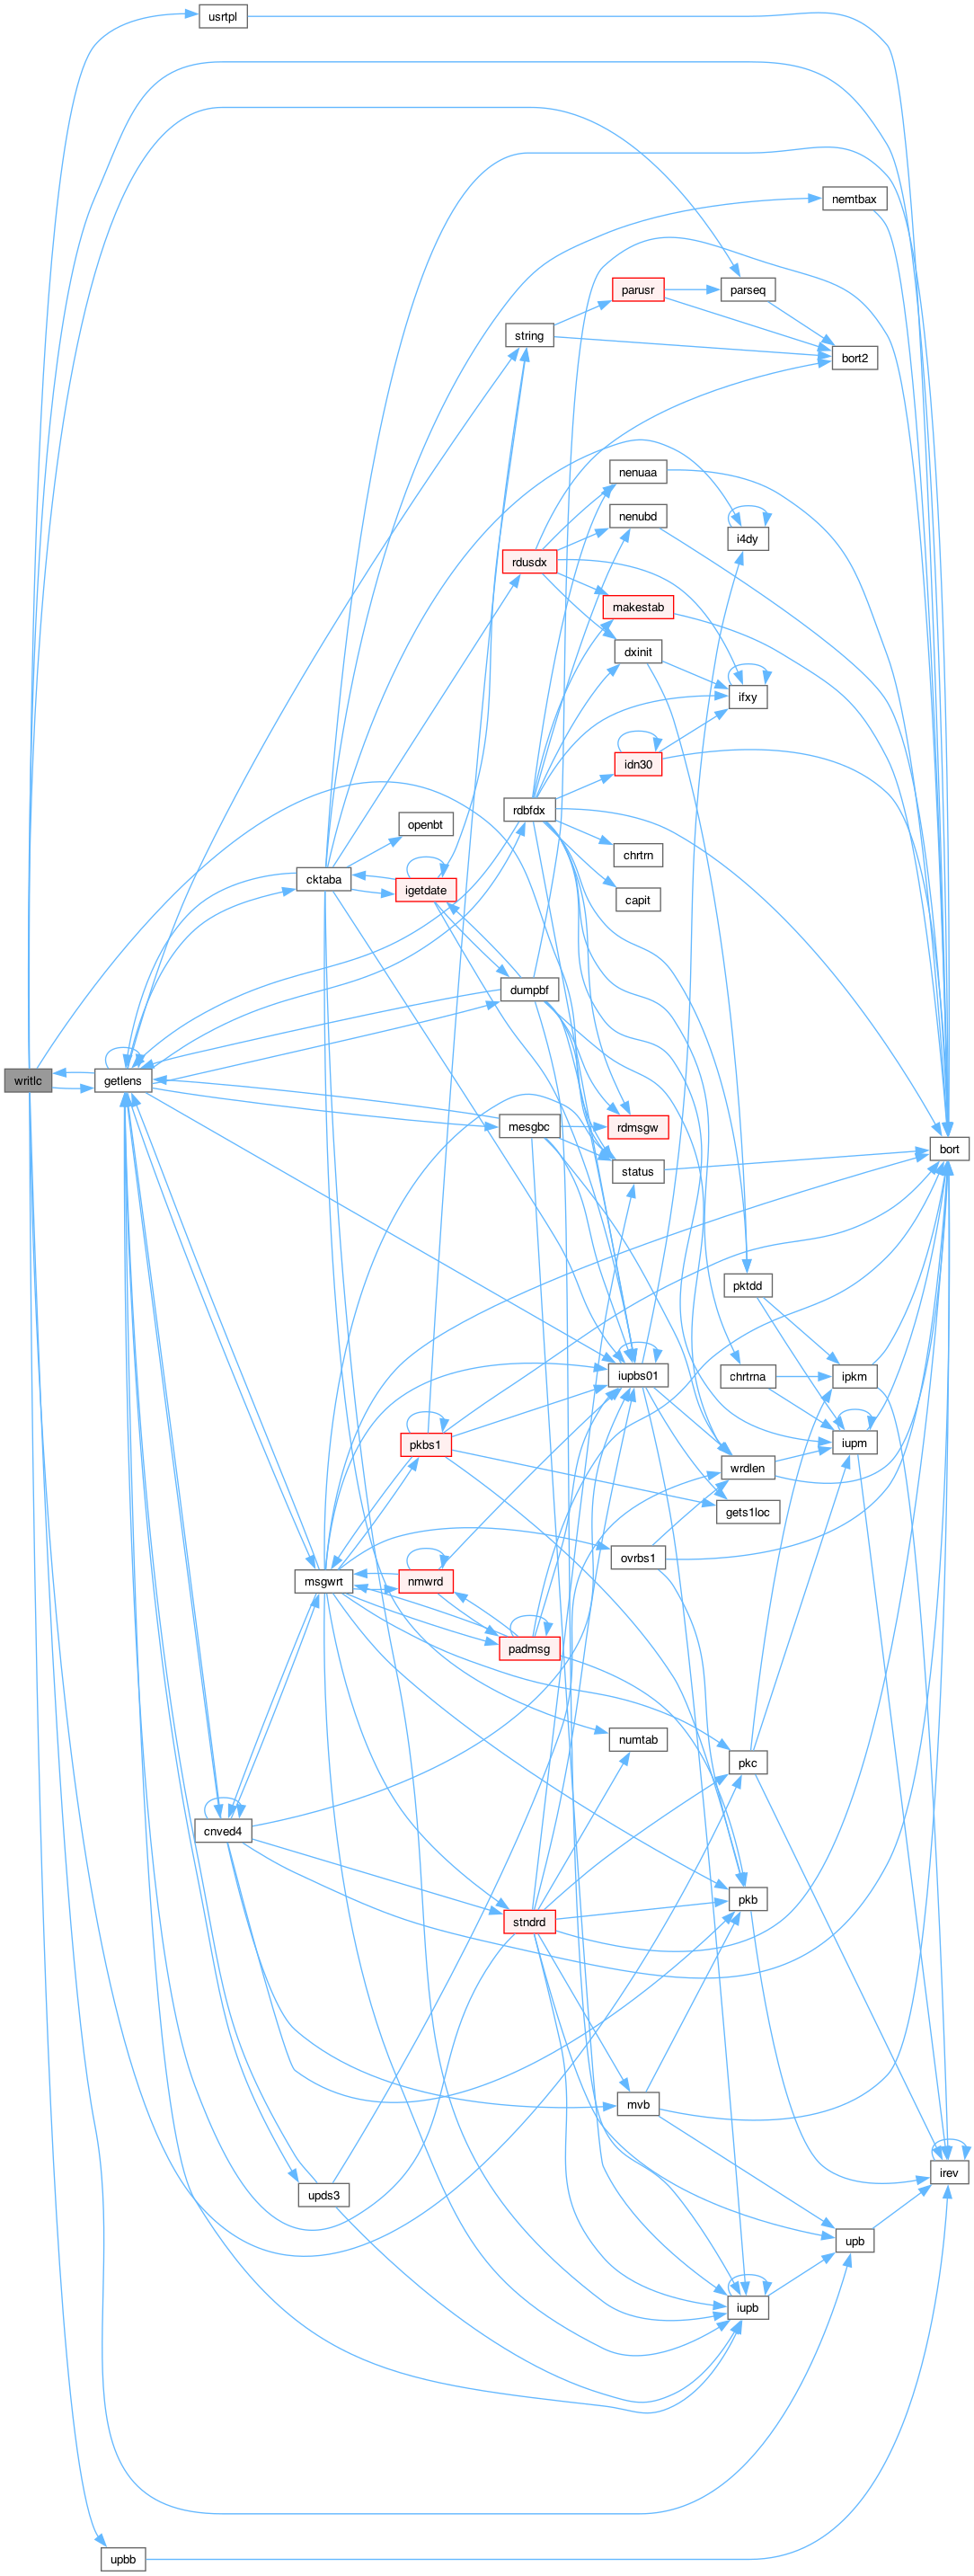 usrtpl
nemtbax
parusr
parseq
string
bort2
nenuaa
nenubd
i4dy
rdusdx
makestab
dxinit
ifxy
idn30
rdbfdx
openbt
chrtrn
cktaba
igetdate
capit
dumpbf
writlc
getlens
mesgbc
rdmsgw
status
bort
pktdd
iupbs01
chrtrna
ipkm
pkbs1
wrdlen
iupm
gets1loc
ovrbs1
msgwrt
nmwrd
padmsg
numtab
pkc
cnved4
pkb
stndrd
mvb
irev
upds3
upb
iupb
upbb